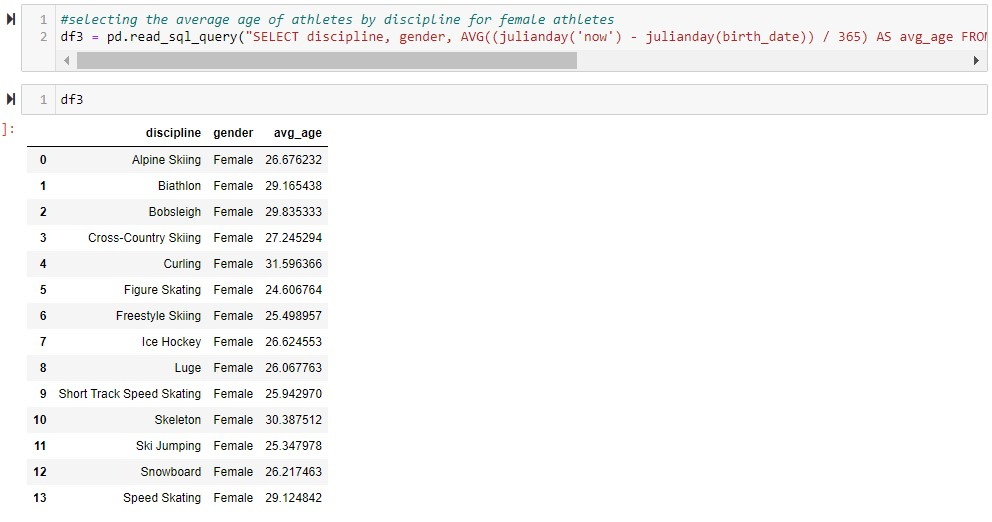 1 #selecting the average age of athletes by discipline for female athletes
2 df3 = pd.read_sql_query("SELECT discipline, gender, AVG((julianday('now') - julianday(birth_date)) / 365) AS avg_age FROM
1 df3
]:
discipline gender avg_age
0 Alpine Skiing Female 26.676232
1 Biathlon Female 29.165438
2 Bobsleigh Female 29.835333
3 Cross-Country Skiing Female 27.245294
4 Curling Female 31.596366
5 Figure Skating Female 24.606764
6 Freestyle Skiing Female 25.498957
7 Ice Hockey Female 26.624553
8 Luge Female 26.067763
9 Short Track Speed Skating Female 25.942970
10 Skeleton Female 30.387512
11 Ski Jumping Female 25.347978
12 Snowboard Female 26.217463
13 Speed Skating Female 29.124842